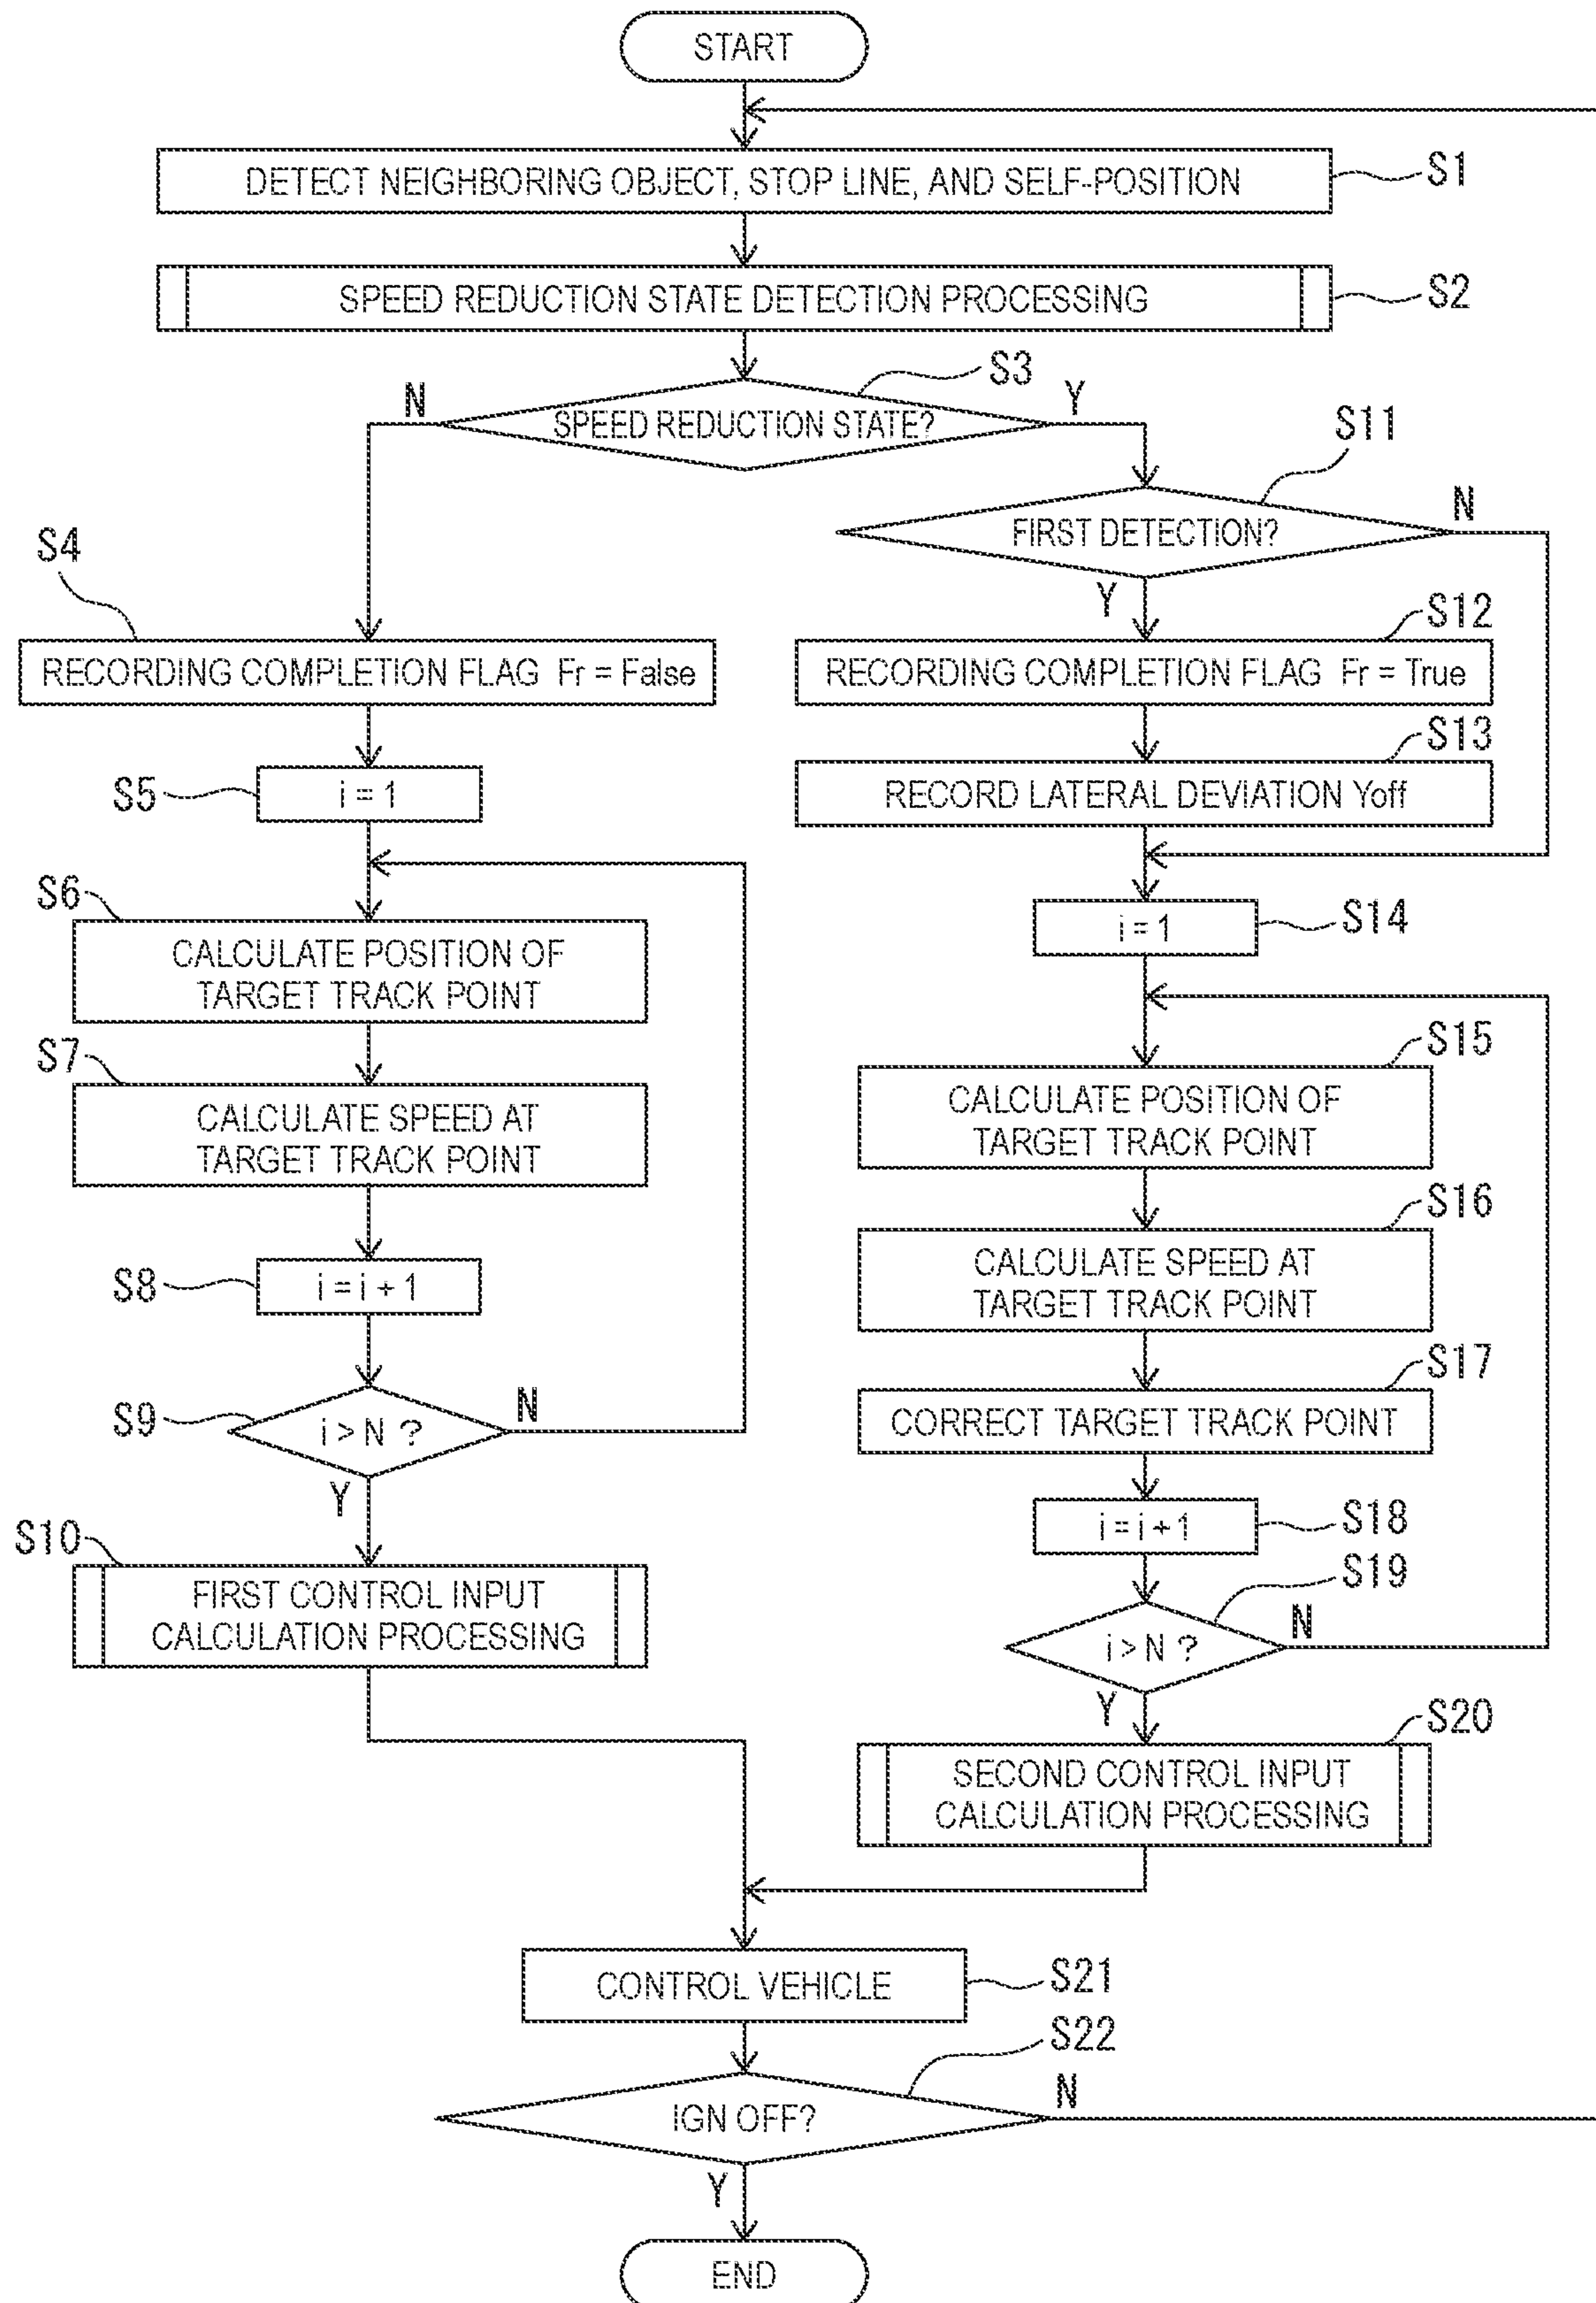 START
DETECT NEIGHBORING OBJECT, STOP LINE, AND SELF-POSITION
S1
SPEED REDUCTION STATE DETECTION PROCESSING
S2
S3
N
SPEED REDUCTION STATE?
Y
S11
FIRST DETECTION?
N
Y
S4
RECORDING COMPLETION FLAG Fr = False
S12
RECORDING COMPLETION FLAG Fr = True
S13
RECORD LATERAL DEVIATION Yoff
S5
i = 1
S6
CALCULATE POSITION OF
TARGET TRACK POINT
S14
i = 1
S7
CALCULATE SPEED AT
TARGET TRACK POINT
S15
CALCULATE POSITION OF
TARGET TRACK POINT
S8
i = i + 1
S16
CALCULATE SPEED AT
TARGET TRACK POINT
S9
i > N ?
N
Y
S17
CORRECT TARGET TRACK POINT
S10
FIRST CONTROL INPUT
CALCULATION PROCESSING
S18
i = i + 1
S19
i > N ?
N
Y
S20
SECOND CONTROL INPUT
CALCULATION PROCESSING
CONTROL VEHICLE
S21
S22
IGN OFF?
N
Y
END